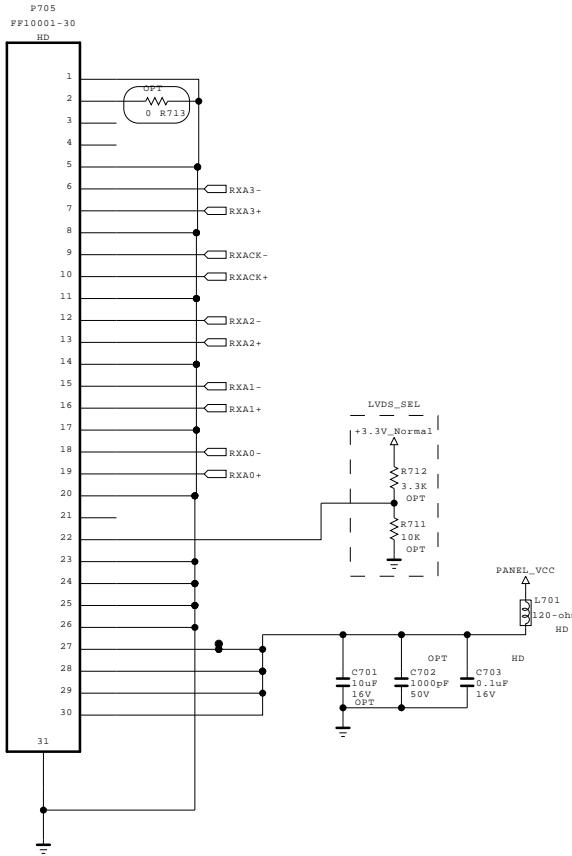 P705
FF10001-30
HD
1
OPT
2
0 R713
3
4
5
6
RXA3-
7
RXA3+
8
9
RXACK-
10
RXACK+
11
12
RXA2-
13
RXA2+
14
15
RXA1-
16
RXA1+
17
18
RXA0-
19
RXA0+
20
21
22
23
24
25
26
27
28
29
30
31
LVDS_SEL
+3.3V_Normal
R712
3.3K
OPT
R711
10K
OPT
PANEL_VCC
L701
HD
C701
10uF
16V
OPT
OPT
C702
1000pF
50V
HD
C703
0.1uF
16V